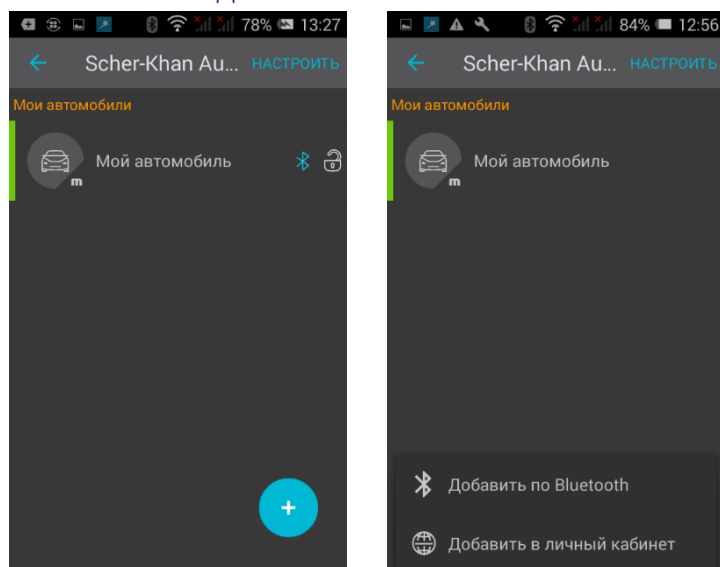 78% 13:27
Scher-Khan Au... НАСТРОИТЬ
Мои автомобили
Мой автомобиль
m
+
84% 12:56
Scher-Khan Au... НАСТРОИТЬ
Мои автомобили
Мой автомобиль
m
Добавить по Bluetooth
Добавить в личный кабинет